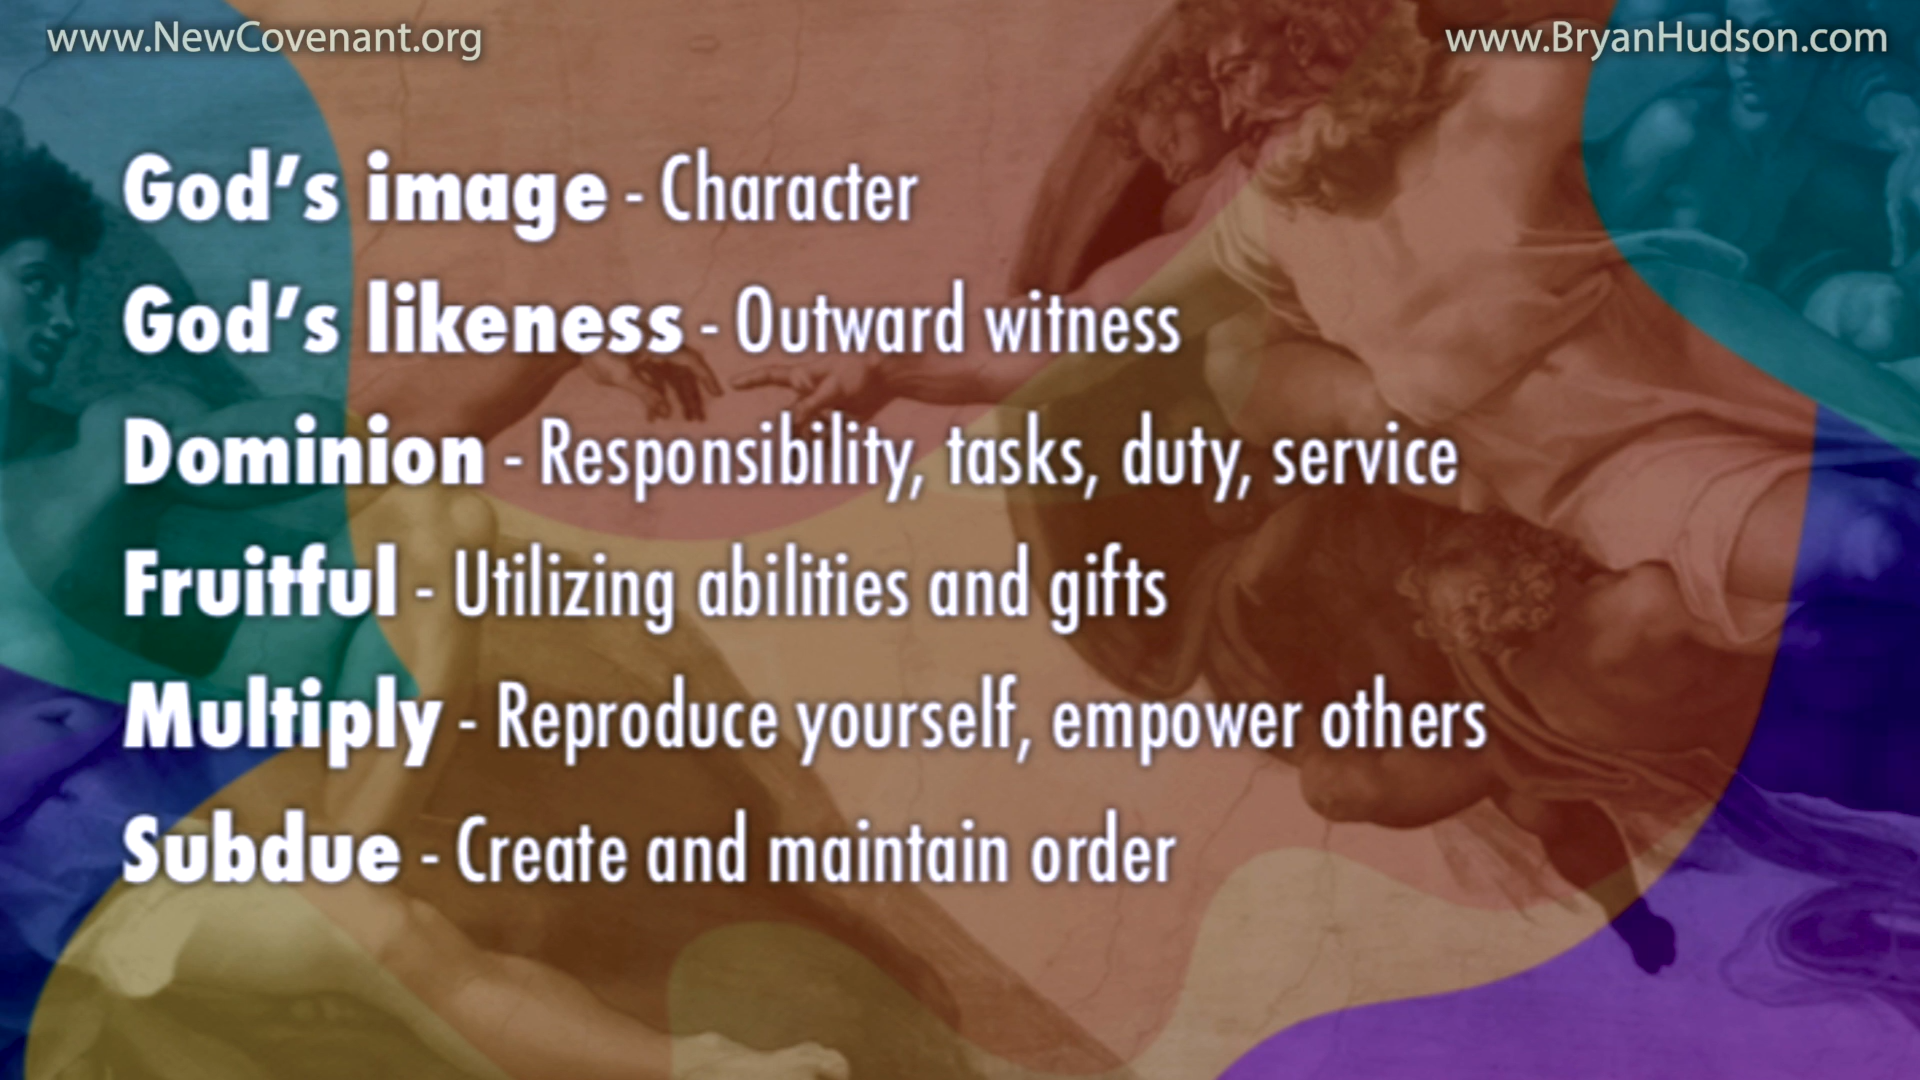 www.NewCovenant.org
www.BryanHudson.com
God’s image - Character
God’s likeness - Outward witness
Dominion - Responsibility, tasks, duty, service
Fruitful - Utilizing abilities and gifts
Multiply - Reproduce yourself, empower others
Subdue - Create and maintain order